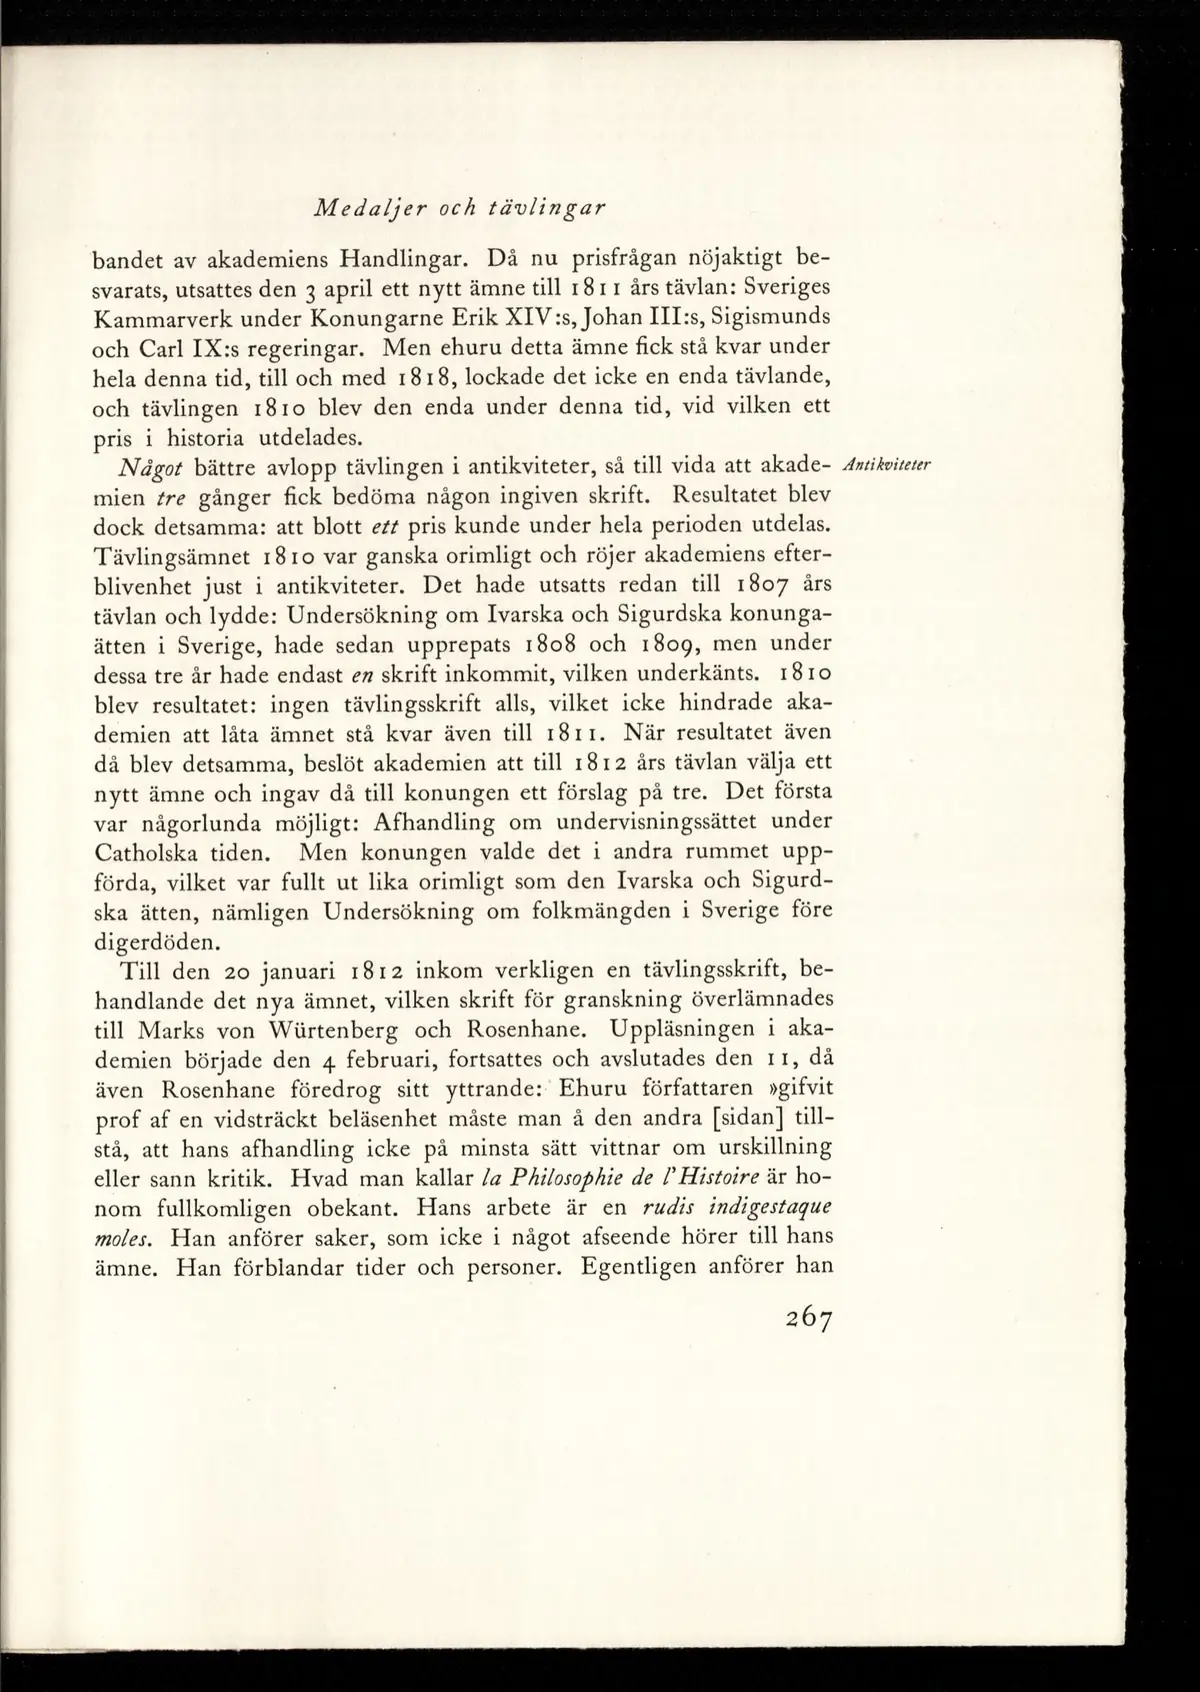 Medaljer och tävlingar
bandet av akademiens Handlingar. Då nu prisfrågan nöjaktigt be-
svarats, utsattes den 3 april ett nytt ämne till 1811 års tävlan: Sveriges
Kammarverk under Konungarne Erik XIV:s, Johan III:s, Sigismunds
och Carl IX:s regeringar. Men ehuru detta ämne fick stå kvar under
hela denna tid, till och med 1818, lockade det icke en enda tävlande,
och tävlingen 1810 blev den enda under denna tid, vid vilken ett
pris i historia utdelades.
Något bättre avlopp tävlingen i antikviteter, så till vida att akade- Antikviteter
mien tre gånger fick bedöma någon ingiven skrift. Resultatet blev
dock detsamma: att blott ett pris kunde under hela perioden utdelas.
Tävlingsämnet 1810 var ganska orimligt och röjer akademiens efter-
blivenhet just i antikviteter. Det hade utsatts redan till 1807 års
tävlan och lydde: Undersökning om Ivarska och Sigurdska konunga-
ätten i Sverige, hade sedan upprepats 1808 och 1809, men under
dessa tre år hade endast en skrift inkommit, vilken underkänts. 1810
blev resultatet: ingen tävlingsskrift alls, vilket icke hindrade aka-
demien att låta ämnet stå kvar även till 1811. När resultatet även
då blev detsamma, beslöt akademien att till 1812 års tävlan välja ett
nytt ämne och ingav då till konungen ett förslag på tre. Det första
var någorlunda möjligt: Afhandling om undervisningssättet under
Catholska tiden. Men konungen valde det i andra rummet upp-
förda, vilket var fullt ut lika orimligt som den Ivarska och Sigurd-
ska ätten, nämligen Undersökning om folkmängden i Sverige före
digerdöden.
Till den 20 januari 1812 inkom verkligen en tävlingsskrift, be-
handlande det nya ämnet, vilken skrift för granskning överlämnades
till Marks von Würtenberg och Rosenhane. Uppläsningen i aka-
demien började den 4 februari, fortsattes och avslutades den 11, då
även Rosenhane föredrog sitt yttrande: Ehuru författaren »gifvit
prof af en vidsträckt beläsenhet måste man å den andra [sidan] till-
stå, att hans afhandling icke på minsta sätt vittnar om urskillning
eller sann kritik. Hvad man kallar la Philosophie de l'Histoire är ho-
nom fullkomligen obekant. Hans arbete är en rudis indigestaque
moles. Han anförer saker, som icke i något afseende hörer till hans
ämne. Han förblandar tider och personer. Egentligen anförer han
267